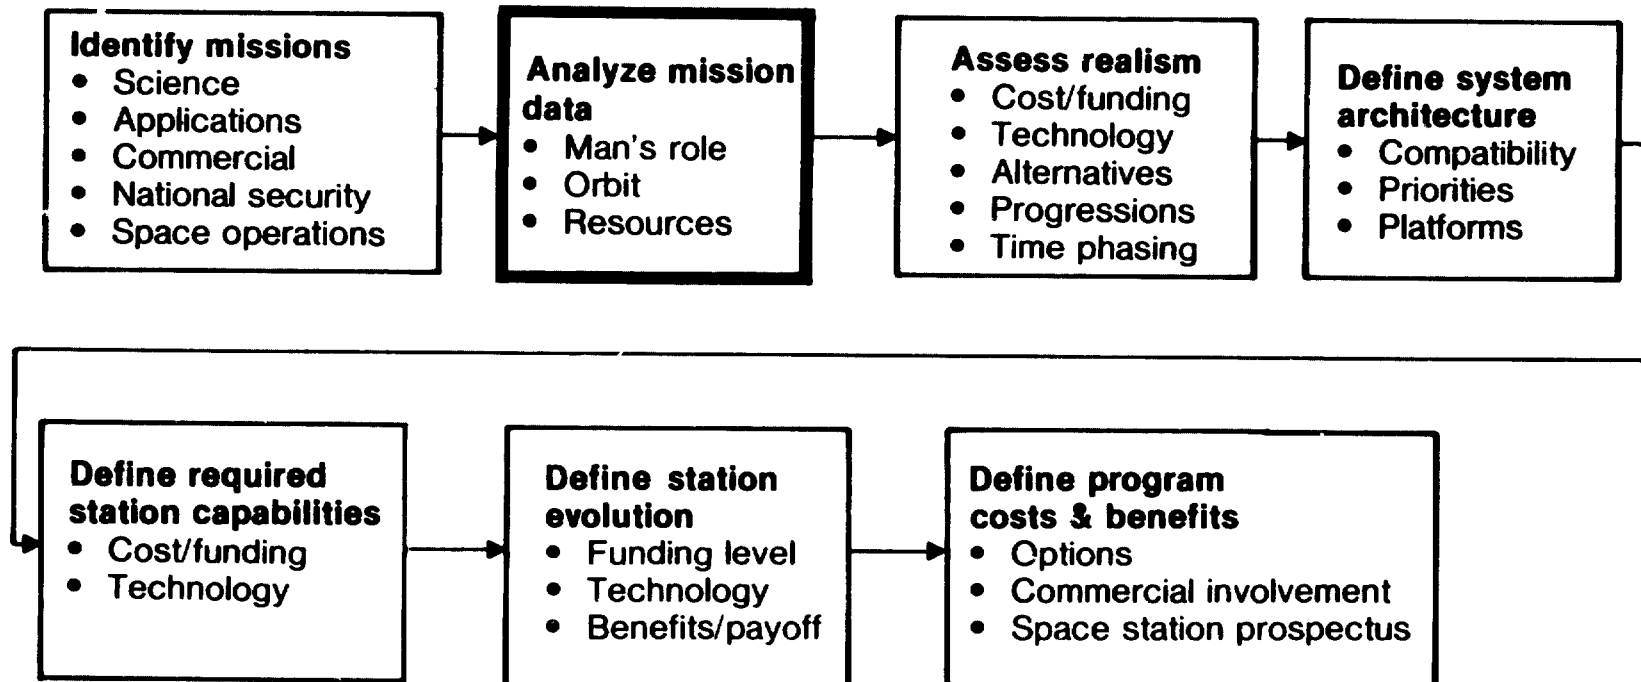 Identify missions
• Science
• Applications
• Commercial
• National security
• Space operations
Analyze mission
data
• Man's role
• Orbit
• Resources
Assess realism
• Cost/funding
• Technology
• Alternatives
• Progressions
• Time phasing
Define system
architecture
• Compatibility
• Priorities
• Platforms
Define required
station capabilities
• Cost/funding
• Technology
Define station
evolution
• Funding level
• Technology
• Benefits/payoff
Define program
costs & benefits
• Options
• Commercial involvement
• Space station prospectus